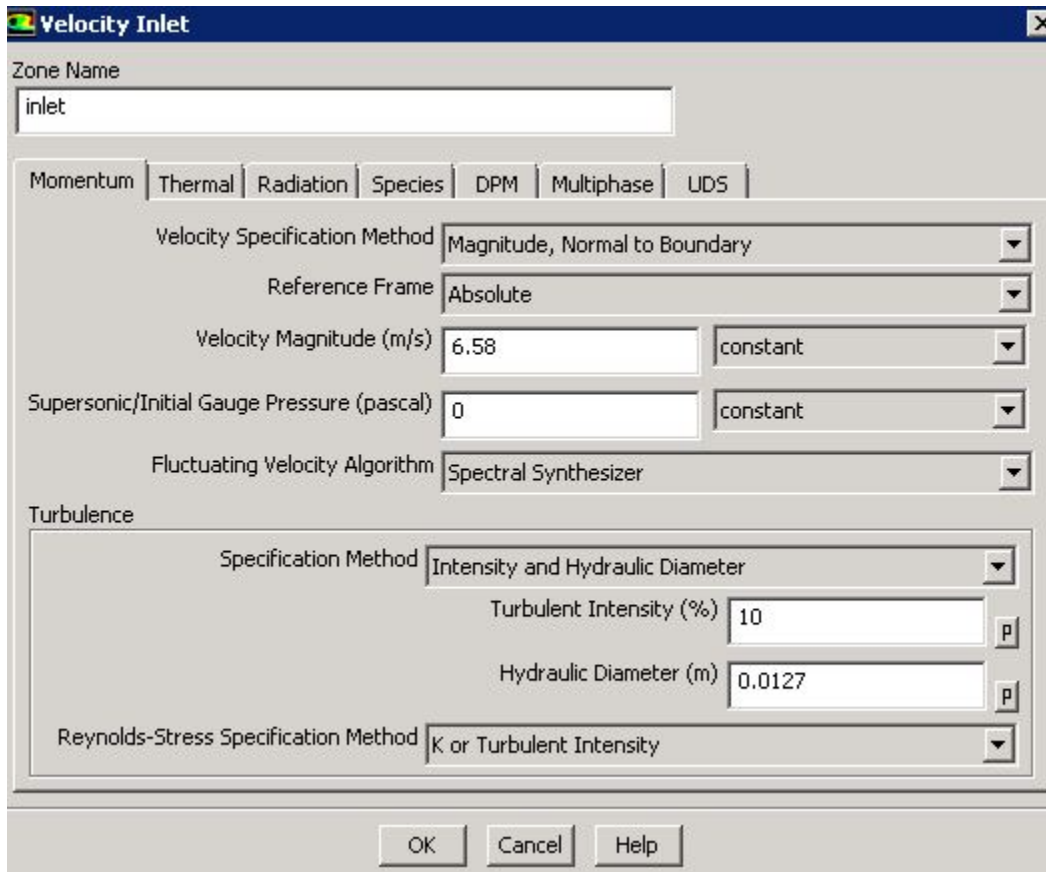 Velocity Inlet
Zone Name
inlet
Momentum Thermal Radiation Species DPM Multiphase UDS
Velocity Specification Method Magnitude, Normal to Boundary
Reference Frame Absolute
Velocity Magnitude (m/s) 6.58 constant
Supersonic/Initial Gauge Pressure (pascal) 0 constant
Fluctuating Velocity Algorithm Spectral Synthesizer
Turbulence
Specification Method Intensity and Hydraulic Diameter
Turbulent Intensity (%) 10 P
Hydraulic Diameter (m) 0.0127 P
Reynolds-Stress Specification Method K or Turbulent Intensity
OK Cancel Help